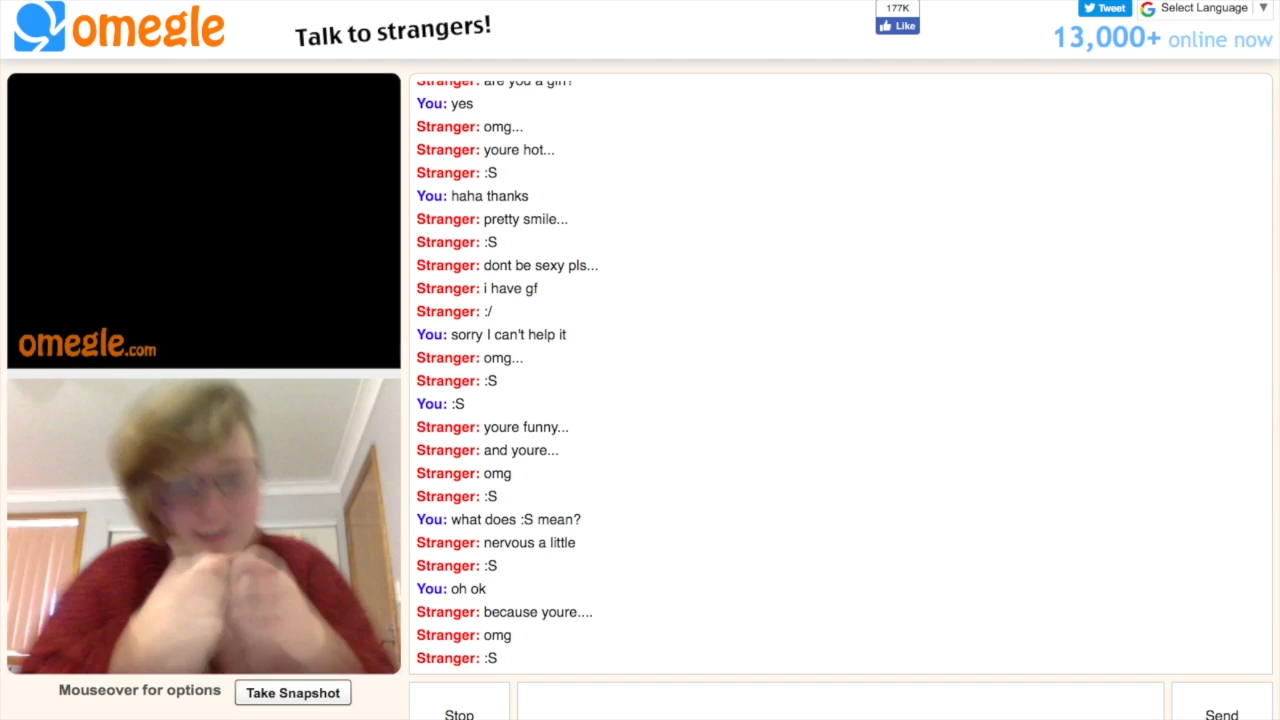 omegle
Talk to strangers!
177K
Like
Tweet
Select Language
13,000+ online now
Stranger: are you a girl?
You: yes
Stranger: omg...
Stranger: youre hot...
Stranger: :S
You: haha thanks
Stranger: pretty smile...
Stranger: :S
Stranger: dont be sexy pls...
Stranger: i have gf
Stranger: :/
You: sorry I can't help it
Stranger: omg...
Stranger: :S
You: :S
Stranger: youre funny...
Stranger: and youre...
Stranger: omg
Stranger: :S
You: what does :S mean?
Stranger: nervous a little
Stranger: :S
You: oh ok
Stranger: because youre....
Stranger: omg
Stranger: :S
omegle.com
Mouseover for options
Take Snapshot
Stop
Send